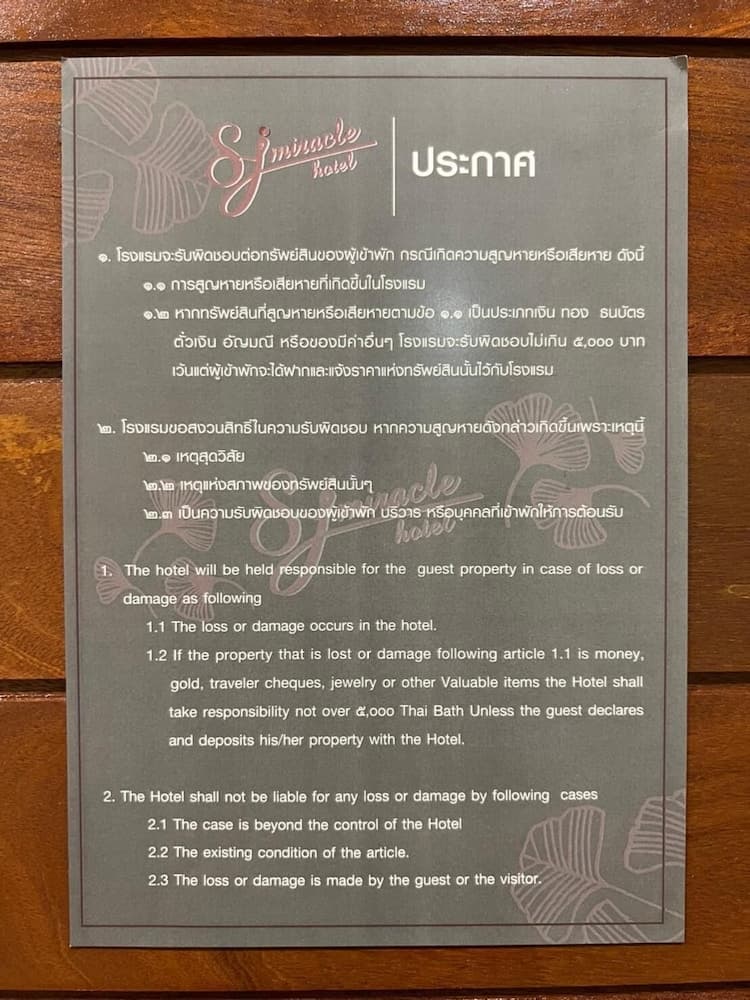 Sj miracle hotel
ประกาศ
๑. โรงแรมจะรับผิดชอบต่อทรัพย์สินของผู้เข้าพัก กรณีเกิดความสูญหายหรือเสียหาย ดังนี้
๑.๑ การสูญหายหรือเสียหายที่เกิดขึ้นในโรงแรม
๑.๒ หากทรัพย์สินที่สูญหายหรือเสียหายตามข้อ ๑.๑ เป็นประเภทเงิน ทอง ธนบัตร
ตั่วเงิน อัญมณี หรือของมีค่าอื่นๆ โรงแรมจะรับผิดชอบไม่เกิน ๕,๐๐๐ บาท
เว้นแต่ผู้เข้าพักจะได้ฝากและแจ้งราคาแห่งทรัพย์สินนั้นไว้กับโรงแรม
๒. โรงแรมขอสงวนสิทธิ์ในความรับผิดชอบ หากความสูญหายดังกล่าวเกิดขึ้นเพราะเหตุนี้
๒.๑ เหตุสุดวิสัย
๒.๒ เหตุแห่งสภาพของทรัพย์สินนั้นๆ
๒.๓ เป็นความรับผิดชอบของผู้เข้าพัก บริวาร หรือบุคคลที่เข้าพักให้การต้อนรับ
Sj miracle hotel
1. The hotel will be held responsible for the guest property in case of loss or
damage as following
1.1 The loss or damage occurs in the hotel.
1.2 If the property that is lost or damage following article 1.1 is money,
gold, traveler cheques, jewelry or other Valuable items the Hotel shall
take responsibility not over ๕,๐๐๐ Thai Bath Unless the guest declares
and deposits his/her property with the Hotel.
2. The Hotel shall not be liable for any loss or damage by following cases
2.1 The case is beyond the control of the Hotel
2.2 The existing condition of the article.
2.3 The loss or damage is made by the guest or the visitor.